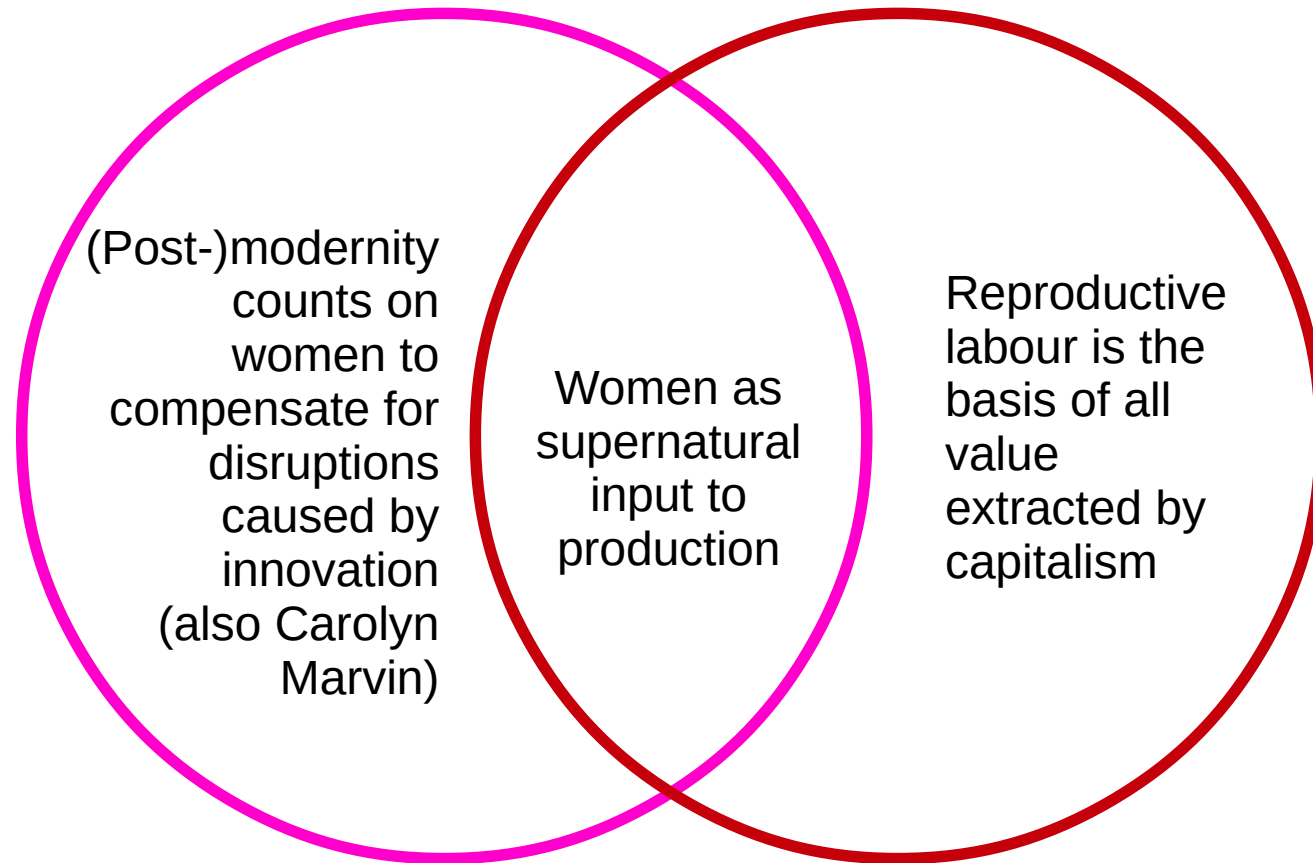 (Post-)modernity
counts on
women to
compensate for
disruptions
caused by
innovation
(also Carolyn
Marvin)
Women as
supernatural
input to
production
Reproductive
labour is the
basis of all
value
extracted by
capitalism